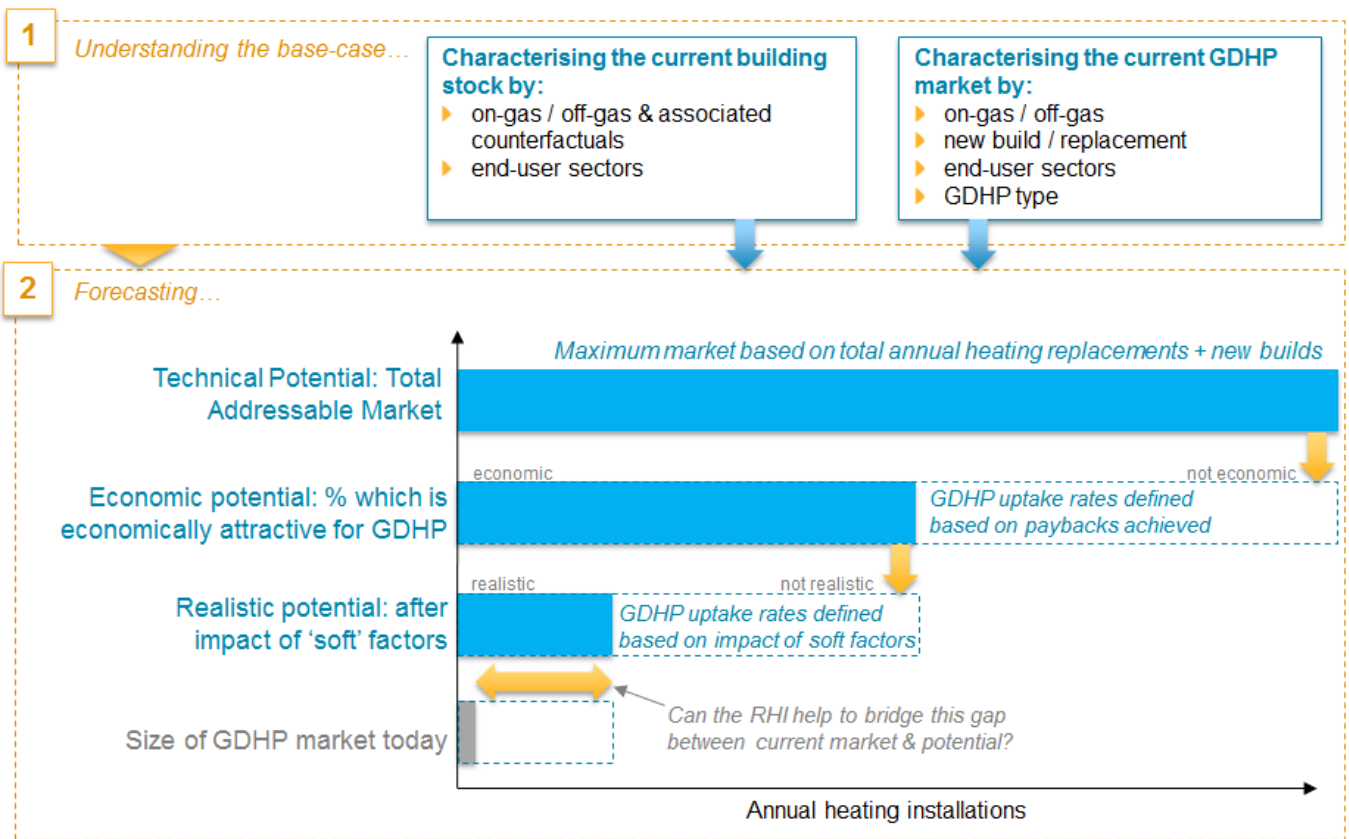 1
Understanding the base-case…
Characterising the current building
stock by:
on-gas / off-gas & associated
counterfactuals
end-user sectors
Characterising the current GDHP
market by:
on-gas / off-gas
new build / replacement
end-user sectors
GDHP type
2
Forecasting…
Maximum market based on total annual heating replacements + new builds
Technical Potential: Total
Addressable Market
economic
not economic
Economic potential: % which is
economically attractive for GDHP
GDHP uptake rates defined
based on paybacks achieved
realistic
not realistic
Realistic potential: after
impact of ‘soft’ factors
GDHP uptake rates defined
based on impact of soft factors
Size of GDHP market today
Can the RHI help to bridge this gap
between current market & potential?
Annual heating installations